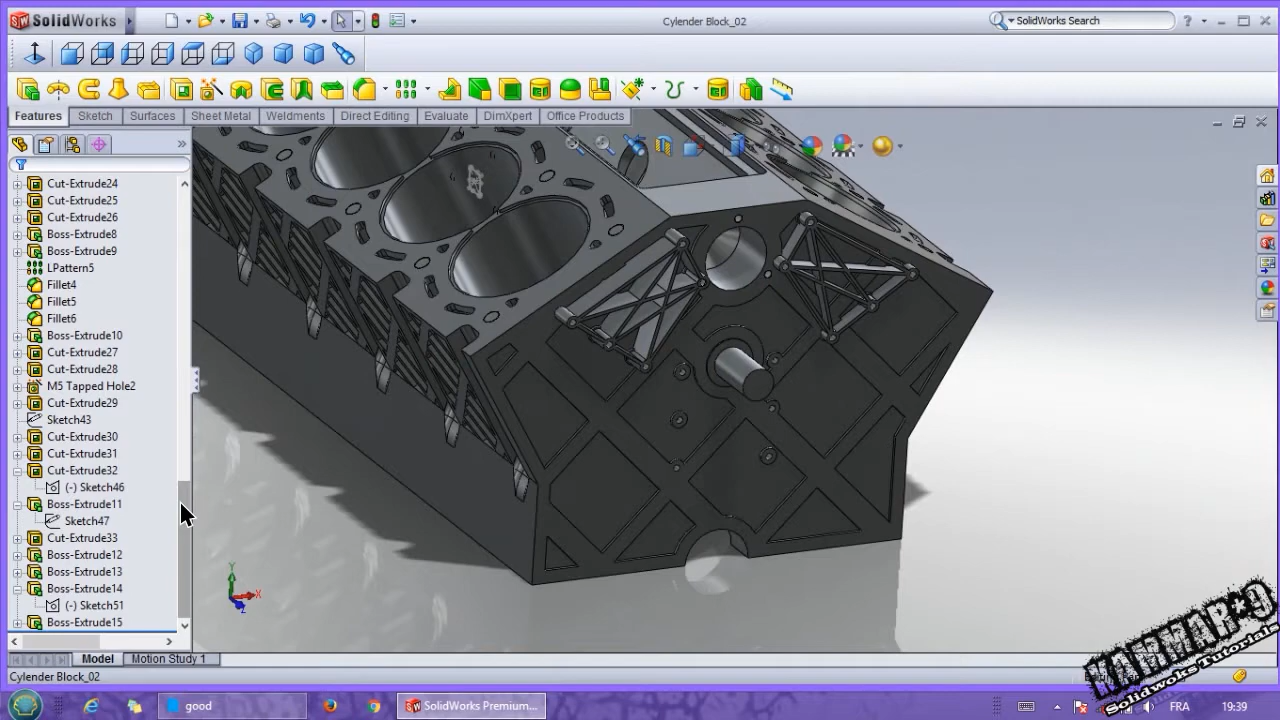 SolidWorks
Cylender Block_02
SolidWorks Search
?
Features
Sketch
Surfaces
Sheet Metal
Weldments
Direct Editing
Evaluate
DimXpert
Office Products
Cut-Extrude24
Cut-Extrude25
Cut-Extrude26
Boss-Extrude8
Boss-Extrude9
LPattern5
Fillet4
Fillet5
Fillet6
Boss-Extrude10
Cut-Extrude27
Cut-Extrude28
M5 Tapped Hole2
Cut-Extrude29
Sketch43
Cut-Extrude30
Cut-Extrude31
Cut-Extrude32
(-) Sketch46
Boss-Extrude11
Sketch47
Cut-Extrude33
Boss-Extrude12
Boss-Extrude13
Boss-Extrude14
(-) Sketch51
Boss-Extrude15
Y
X
Z
Model
Motion Study 1
Cylender Block_02
HAMMAR-9
Solidwoks Tutorials
good
SolidWorks Premium...
FR
19:39